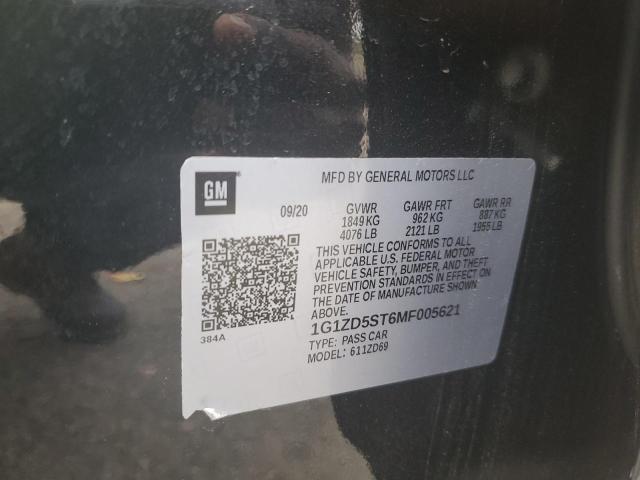 GM
MFD BY GENERAL MOTORS LLC
09/20 GVWR GAWR FRT GAWR RR
1849 KG 962 KG 887 KG
4076 LB 2121 LB 1955 LB
THIS VEHICLE CONFORMS TO ALL
APPLICABLE U.S. FEDERAL MOTOR
VEHICLE SAFETY, BUMPER, AND THEFT
PREVENTION STANDARDS IN EFFECT ON
THE DATE OF MANUFACTURE SHOWN
ABOVE.
384A
1G1ZD5ST6MF005621
TYPE: PASS CAR
MODEL: 611ZD69